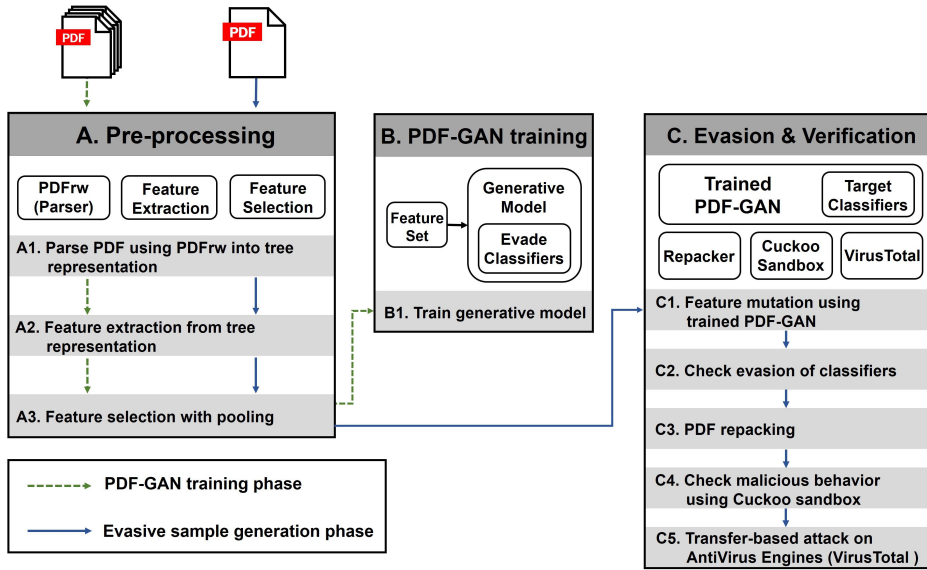 PDF
PDF
A. Pre-processing
PDFrw
(Parser)
Feature
Extraction
Feature
Selection
A1. Parse PDF using PDFrw into tree
representation
A2. Feature extraction from tree
representation
A3. Feature selection with pooling
B. PDF-GAN training
Feature
Set
Generative
Model
Evade
Classifiers
B1. Train generative model
C. Evasion & Verification
Trained
PDF-GAN
Target
Classifiers
Repacker
Cuckoo
Sandbox
VirusTotal
C1. Feature mutation using
trained PDF-GAN
C2. Check evasion of classifiers
C3. PDF repacking
C4. Check malicious behavior
using Cuckoo sandbox
C5. Transfer-based attack on
AntiVirus Engines (VirusTotal )
PDF-GAN training phase
Evasive sample generation phase